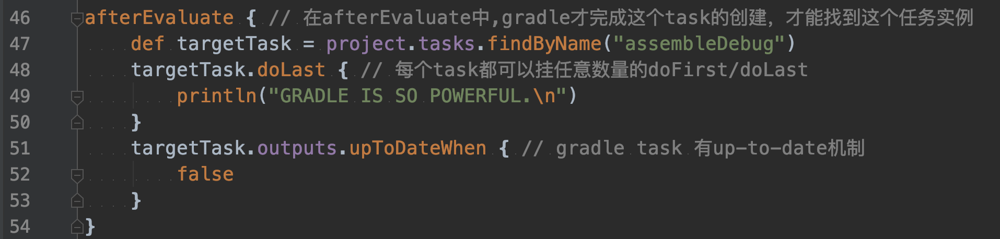 46 afterEvaluate { // 在afterEvaluate中,gradle才完成这个task的创建，才能找到这个任务实例
47     def targetTask = project.tasks.findByName("assembleDebug")
48     targetTask.doLast { // 每个task都可以挂任意数量的doFirst/doLast
49         println("GRADLE IS SO POWERFUL.\n")
50     }
51     targetTask.outputs.upToDateWhen { // gradle task 有up-to-date机制
52         false
53     }
54 }